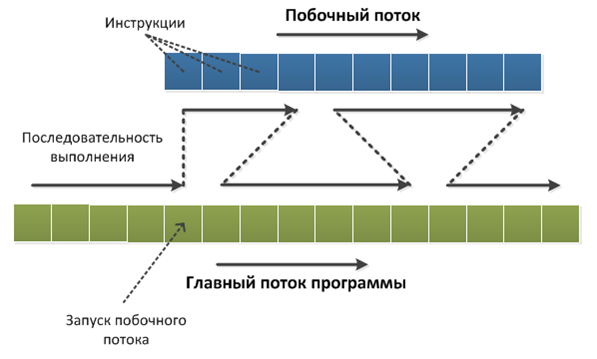 Инструкции
Побочный поток
Последовательность
выполнения
Главный поток программы
Запуск побочного
потока